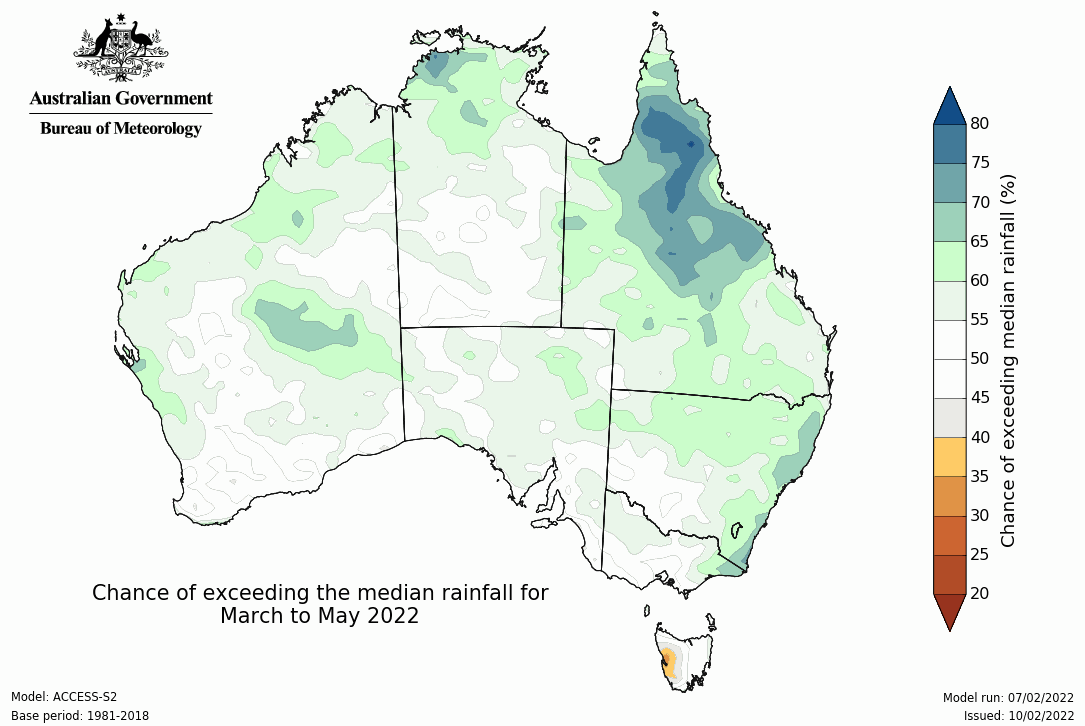 Australian Government
Bureau of Meteorology
80
75
70
65
60
55
50
45
40
35
30
25
20
Chance of exceeding median rainfall (%)
Chance of exceeding the median rainfall for
March to May 2022
Model: ACCESS-S2
Base period: 1981-2018
Model run: 07/02/2022
Issued: 10/02/2022